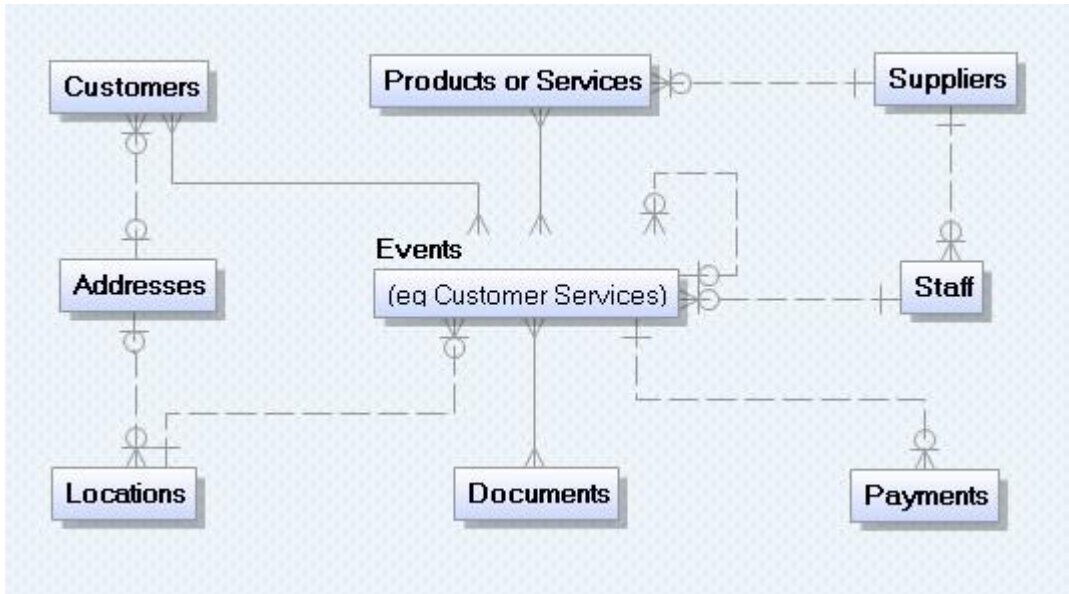 Customers
Products or Services
Suppliers
Events
Addresses
(eg Customer Services)
Staff
Locations
Documents
Payments